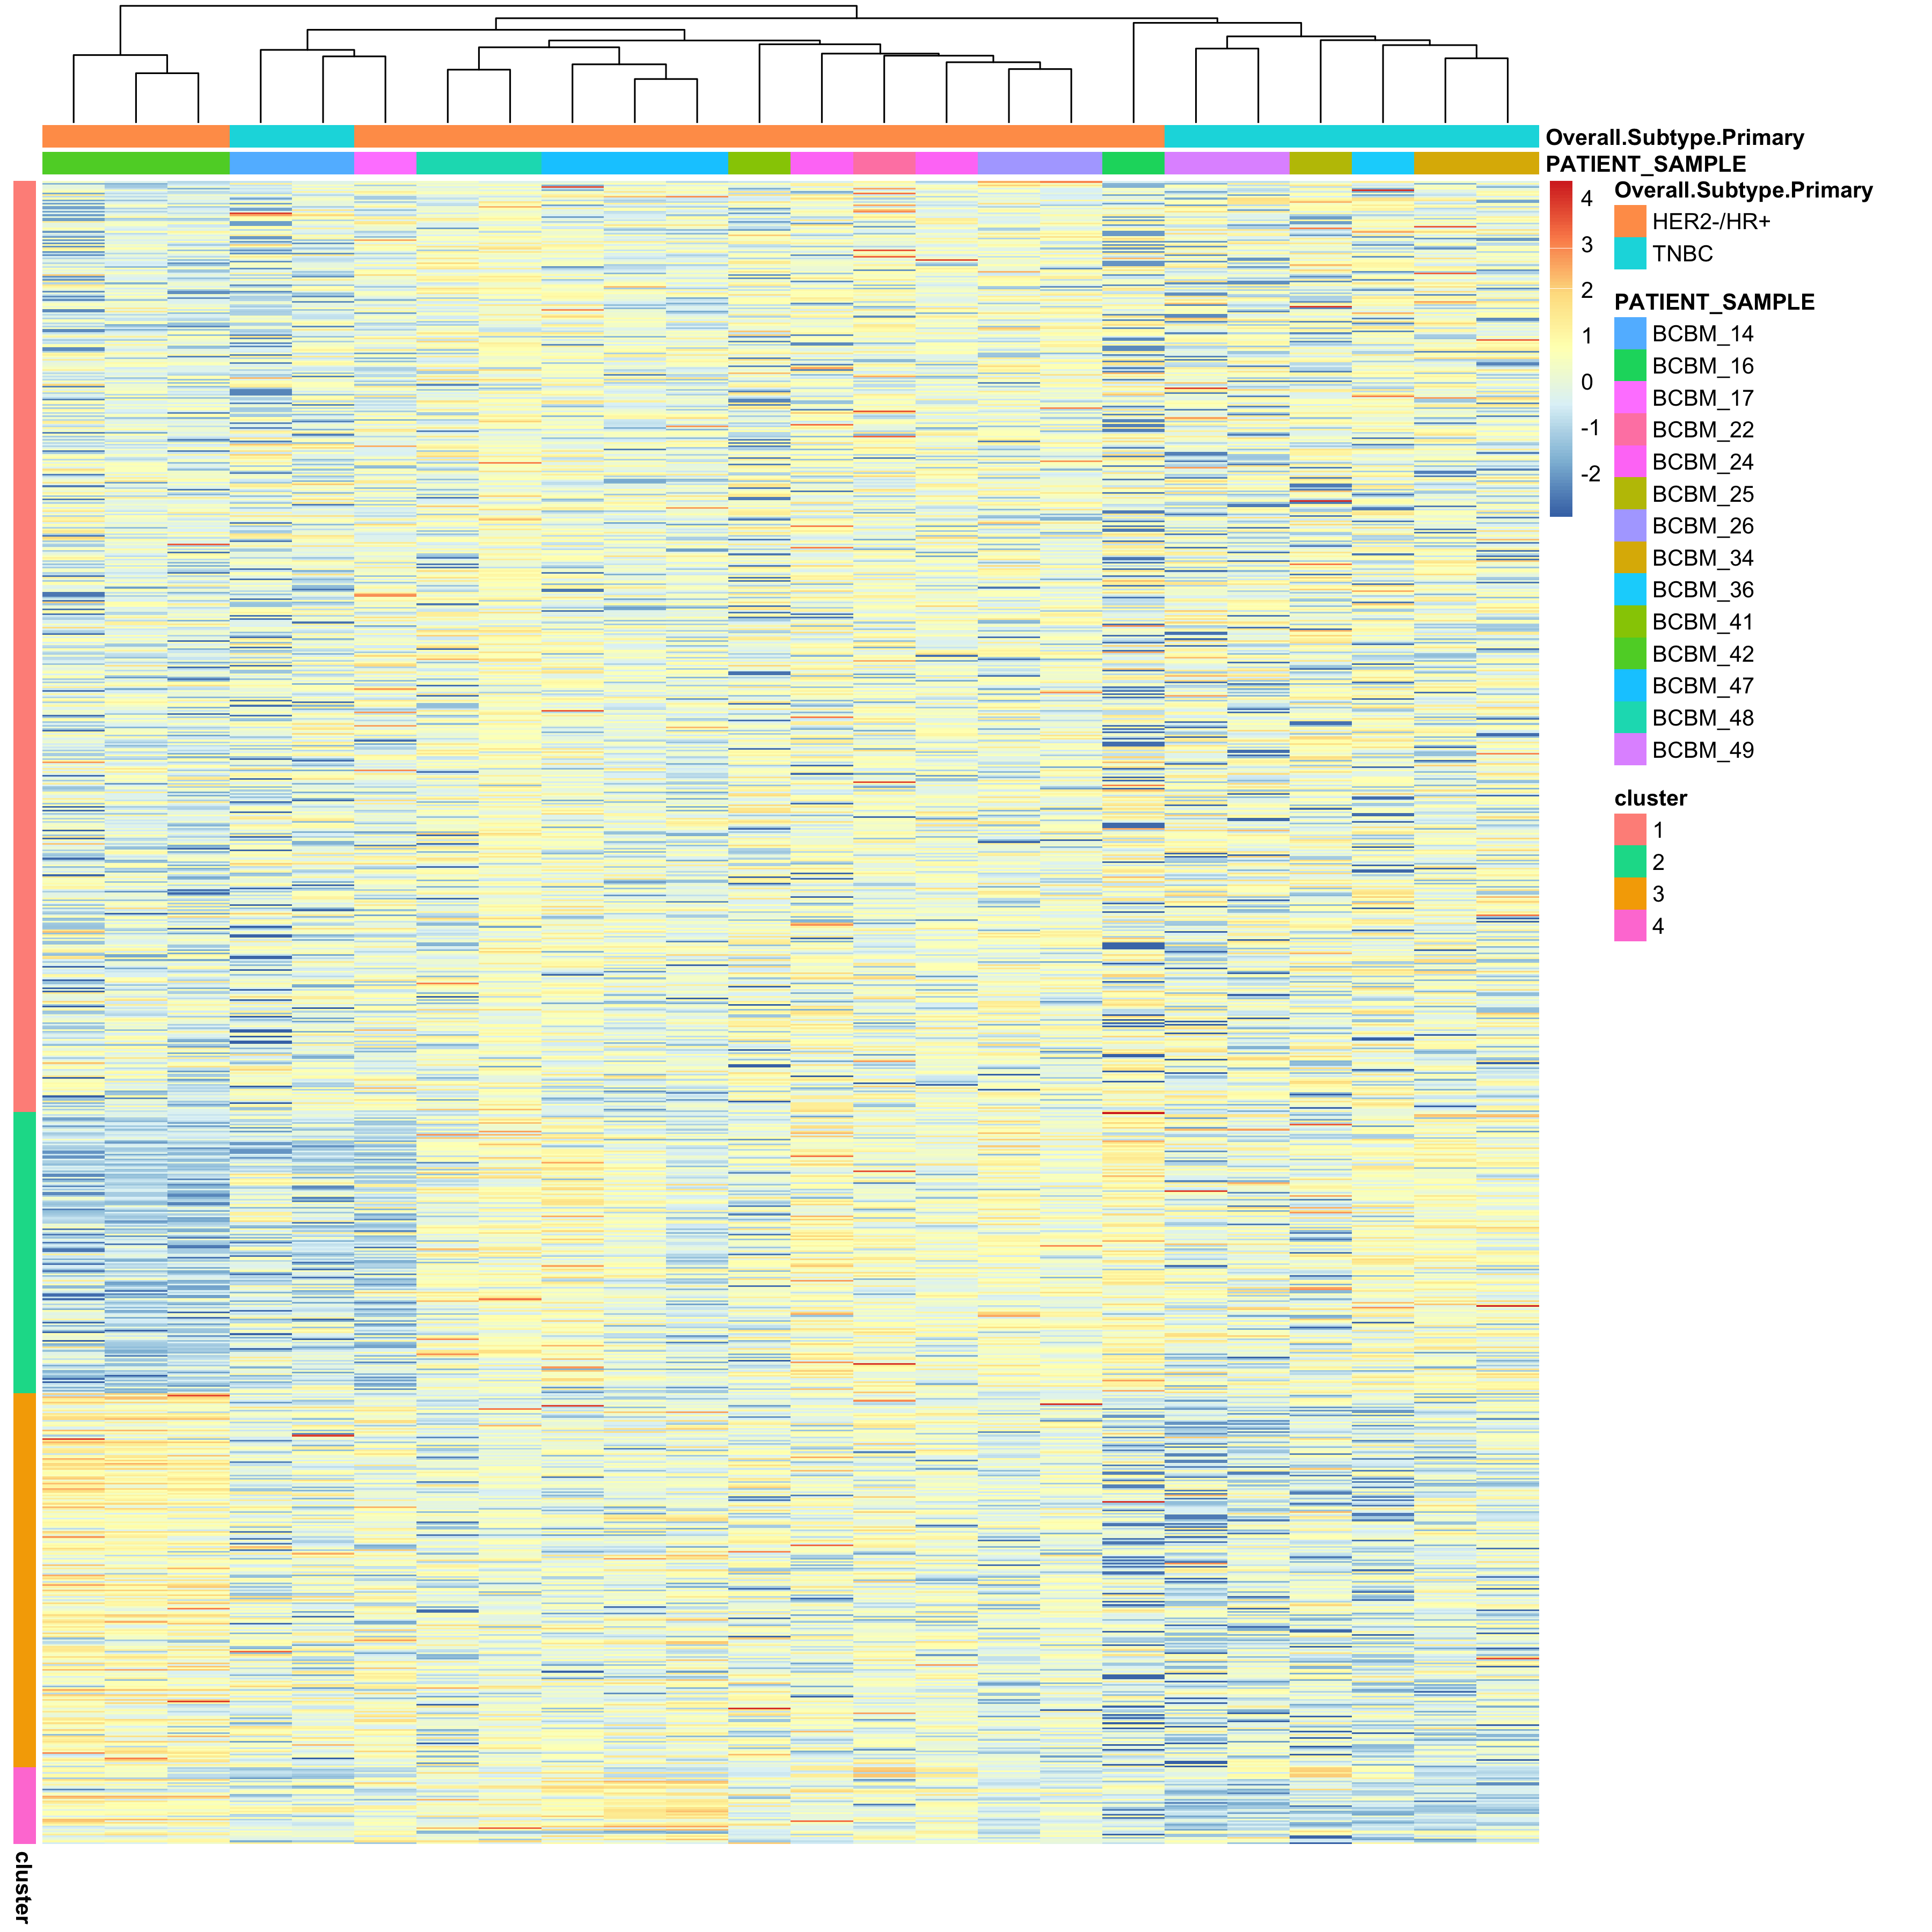 Overall.Subtype.Primary
PATIENT_SAMPLE
4
3
2
1
0
-1
-2
Overall.Subtype.Primary
HER2-/HR+
TNBC
PATIENT_SAMPLE
BCBM_14
BCBM_16
BCBM_17
BCBM_22
BCBM_24
BCBM_25
BCBM_26
BCBM_34
BCBM_36
BCBM_41
BCBM_42
BCBM_47
BCBM_48
BCBM_49
cluster
1
2
3
4
cluster